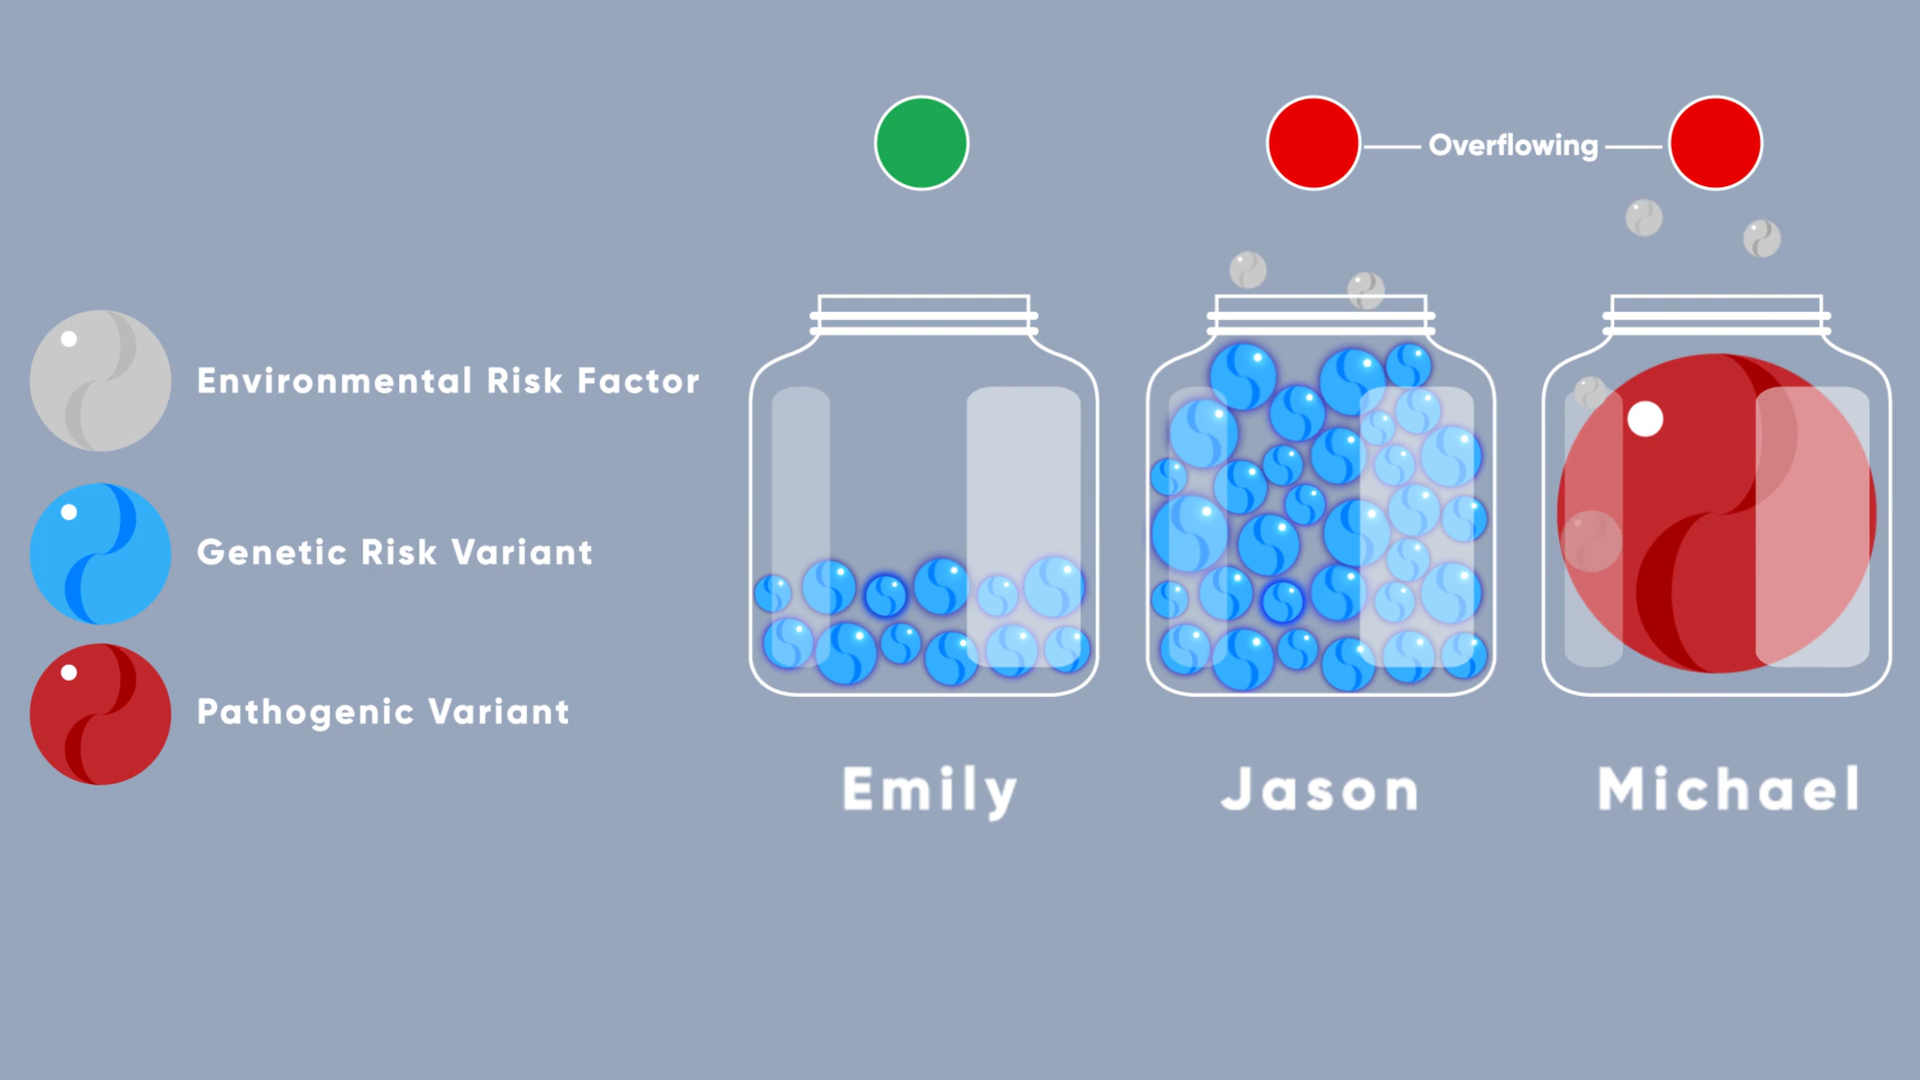 Overflowing
Environmental Risk Factor
Genetic Risk Variant
Pathogenic Variant
Emily
Jason
Michael